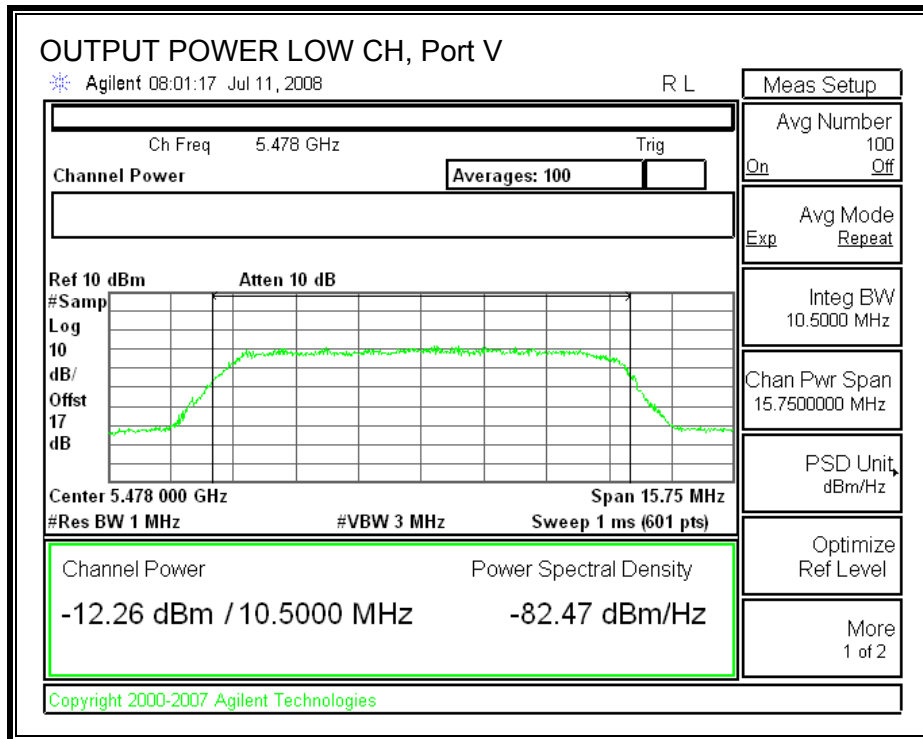 OUTPUT POWER LOW CH, Port V
Agilent 08:01:17 Jul 11, 2008 R L
Ch Freq 5.478 GHz Trig
Channel Power Averages: 100
Ref 10 dBm Atten 10 dB
#Samp
Log
10
dB/
Offst
17
dB
Center 5.478 000 GHz Span 15.75 MHz
#Res BW 1 MHz #VBW 3 MHz Sweep 1 ms (601 pts)
Channel Power Power Spectral Density
-12.26 dBm / 10.5000 MHz -82.47 dBm/Hz
Copyright 2000-2007 Agilent Technologies
Meas Setup
Avg Number
100
On Off
Avg Mode
Exp Repeat
Integ BW
10.5000 MHz
Chan Pwr Span
15.7500000 MHz
PSD Unit
dBm/Hz
Optimize
Ref Level
More
1 of 2